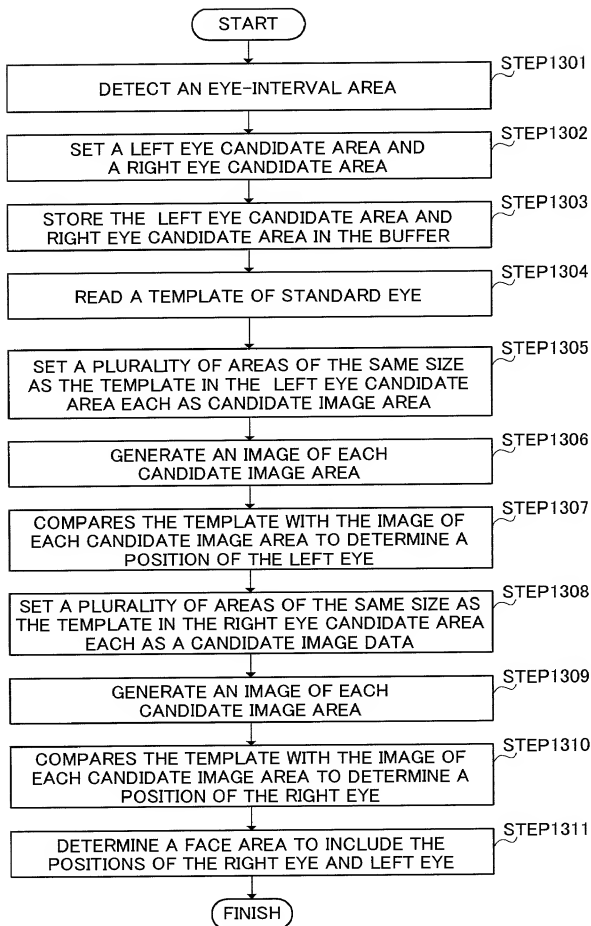 START
STEP1301
DETECT AN EYE-INTERVAL AREA
STEP1302
SET A LEFT EYE CANDIDATE AREA AND
A RIGHT EYE CANDIDATE AREA
STEP1303
STORE THE LEFT EYE CANDIDATE AREA AND
RIGHT EYE CANDIDATE AREA IN THE BUFFER
STEP1304
READ A TEMPLATE OF STANDARD EYE
STEP1305
SET A PLURALITY OF AREAS OF THE SAME SIZE
AS THE TEMPLATE IN THE LEFT EYE CANDIDATE
AREA EACH AS CANDIDATE IMAGE AREA
STEP1306
GENERATE AN IMAGE OF EACH
CANDIDATE IMAGE AREA
STEP1307
COMPARES THE TEMPLATE WITH THE IMAGE OF
EACH CANDIDATE IMAGE AREA TO DETERMINE A
POSITION OF THE LEFT EYE
STEP1308
SET A PLURALITY OF AREAS OF THE SAME SIZE AS
THE TEMPLATE IN THE RIGHT EYE CANDIDATE AREA
EACH AS A CANDIDATE IMAGE DATA
STEP1309
GENERATE AN IMAGE OF EACH
CANDIDATE IMAGE AREA
STEP1310
COMPARES THE TEMPLATE WITH THE IMAGE OF
EACH CANDIDATE IMAGE AREA TO DETERMINE A
POSITION OF THE RIGHT EYE
STEP1311
DETERMINE A FACE AREA TO INCLUDE THE
POSITIONS OF THE RIGHT EYE AND LEFT EYE
FINISH